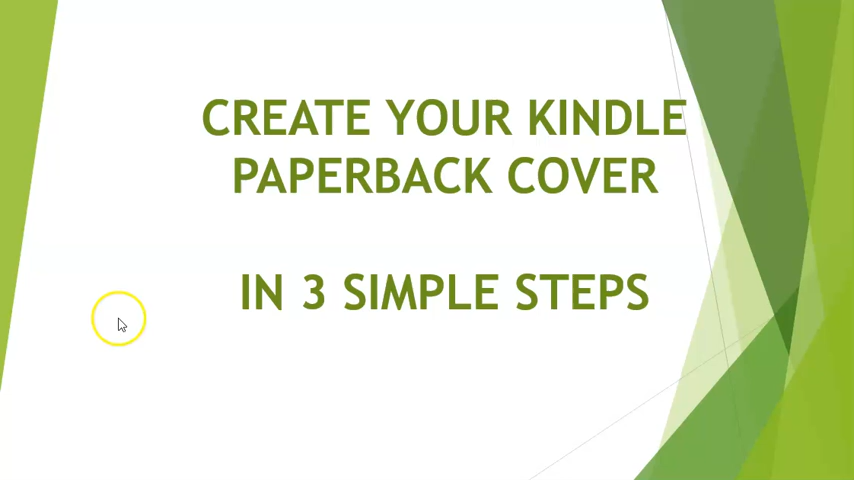 CREATE YOUR KINDLE
PAPERBACK COVER
IN 3 SIMPLE STEPS